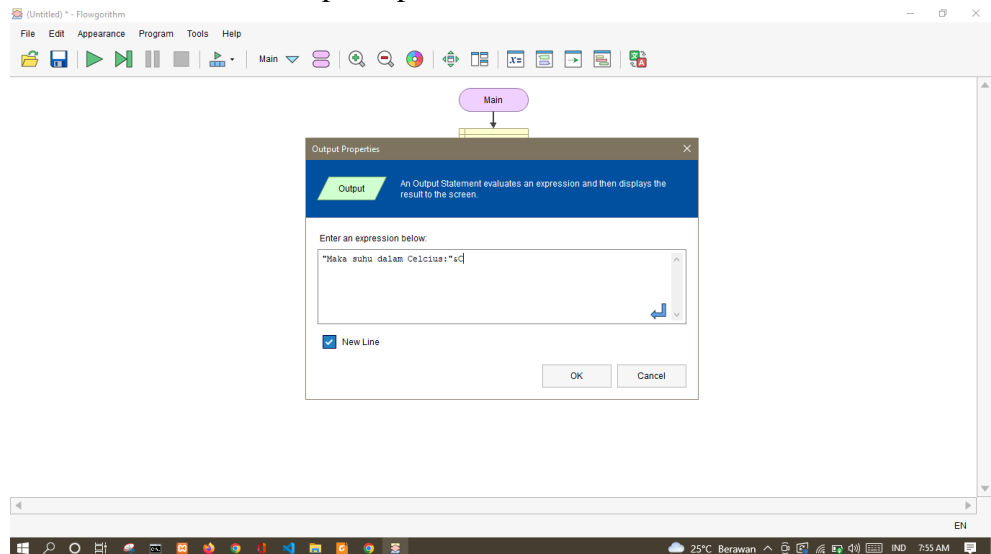 (Untitled) * - Flowgorithm
File Edit Appearance Program Tools Help
Main
x=
Main
Output Properties
Output
An Output Statement evaluates an expression and then displays the
result to the screen.
Enter an expression below:
"Maka suhu dalam Celcius:"&C
New Line
OK Cancel
EN
25°C Berawan IND 7:55 AM